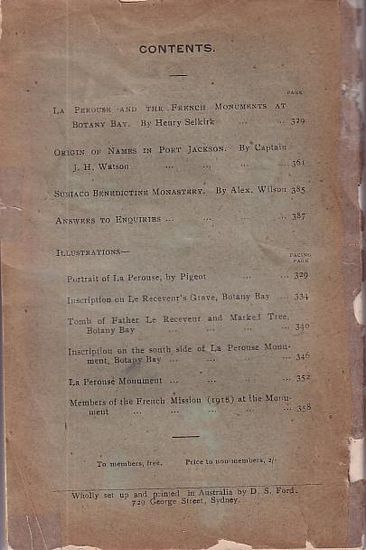 CONTENTS.
PAGE
LA PEROUSE AND THE FRENCH MONUMENTS AT
BOTANY BAY. By Henry Selkirk ... .. 329
ORIGIN OF NAMES IN PORT JACKSON. By Captain
J. H. Watson ... ... ... .. 361
SUBIACO BENEDICTINE MONASTERY. By Alex. Wilson 385
ANSWERS TO ENQUIRIES ... ... ... .. 387
ILLUSTRATIONS—
FACING
PAGE
Portrait of La Perouse, by Pigeot ... ... 329
Inscription on Le Recevent's Grave, Botany Bay ... 334
Tomb of Father Le Recevent and Marked Tree,
Botany Bay ... ... ... ... 340
Inscription on the south side of La Perouse Monu-
ment, Botany Bay ... ... ... ... 346
La Perouse Monument ... ... ... ... 352
Members of the French Mission (1918) at the Monu-
ment ... ... ... ... ... 358
To members, free. Price to non-members, 2/-
Wholly set up and printed in Australia by D. S. Ford,
729 George Street, Sydney.